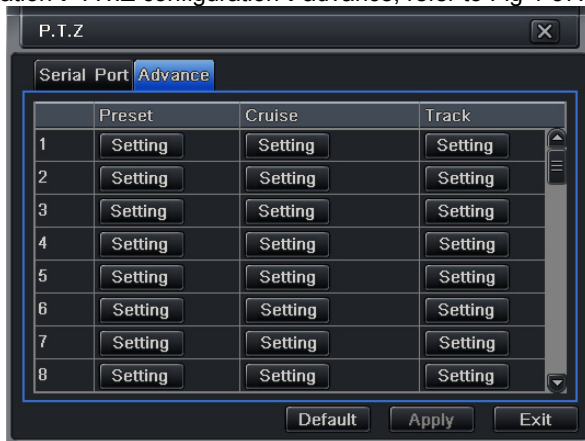 P.T.Z
Serial Port Advance
Preset Cruise Track
1 Setting Setting Setting
2 Setting Setting Setting
3 Setting Setting Setting
4 Setting Setting Setting
5 Setting Setting Setting
6 Setting Setting Setting
7 Setting Setting Setting
8 Setting Setting Setting
Default Apply Exit